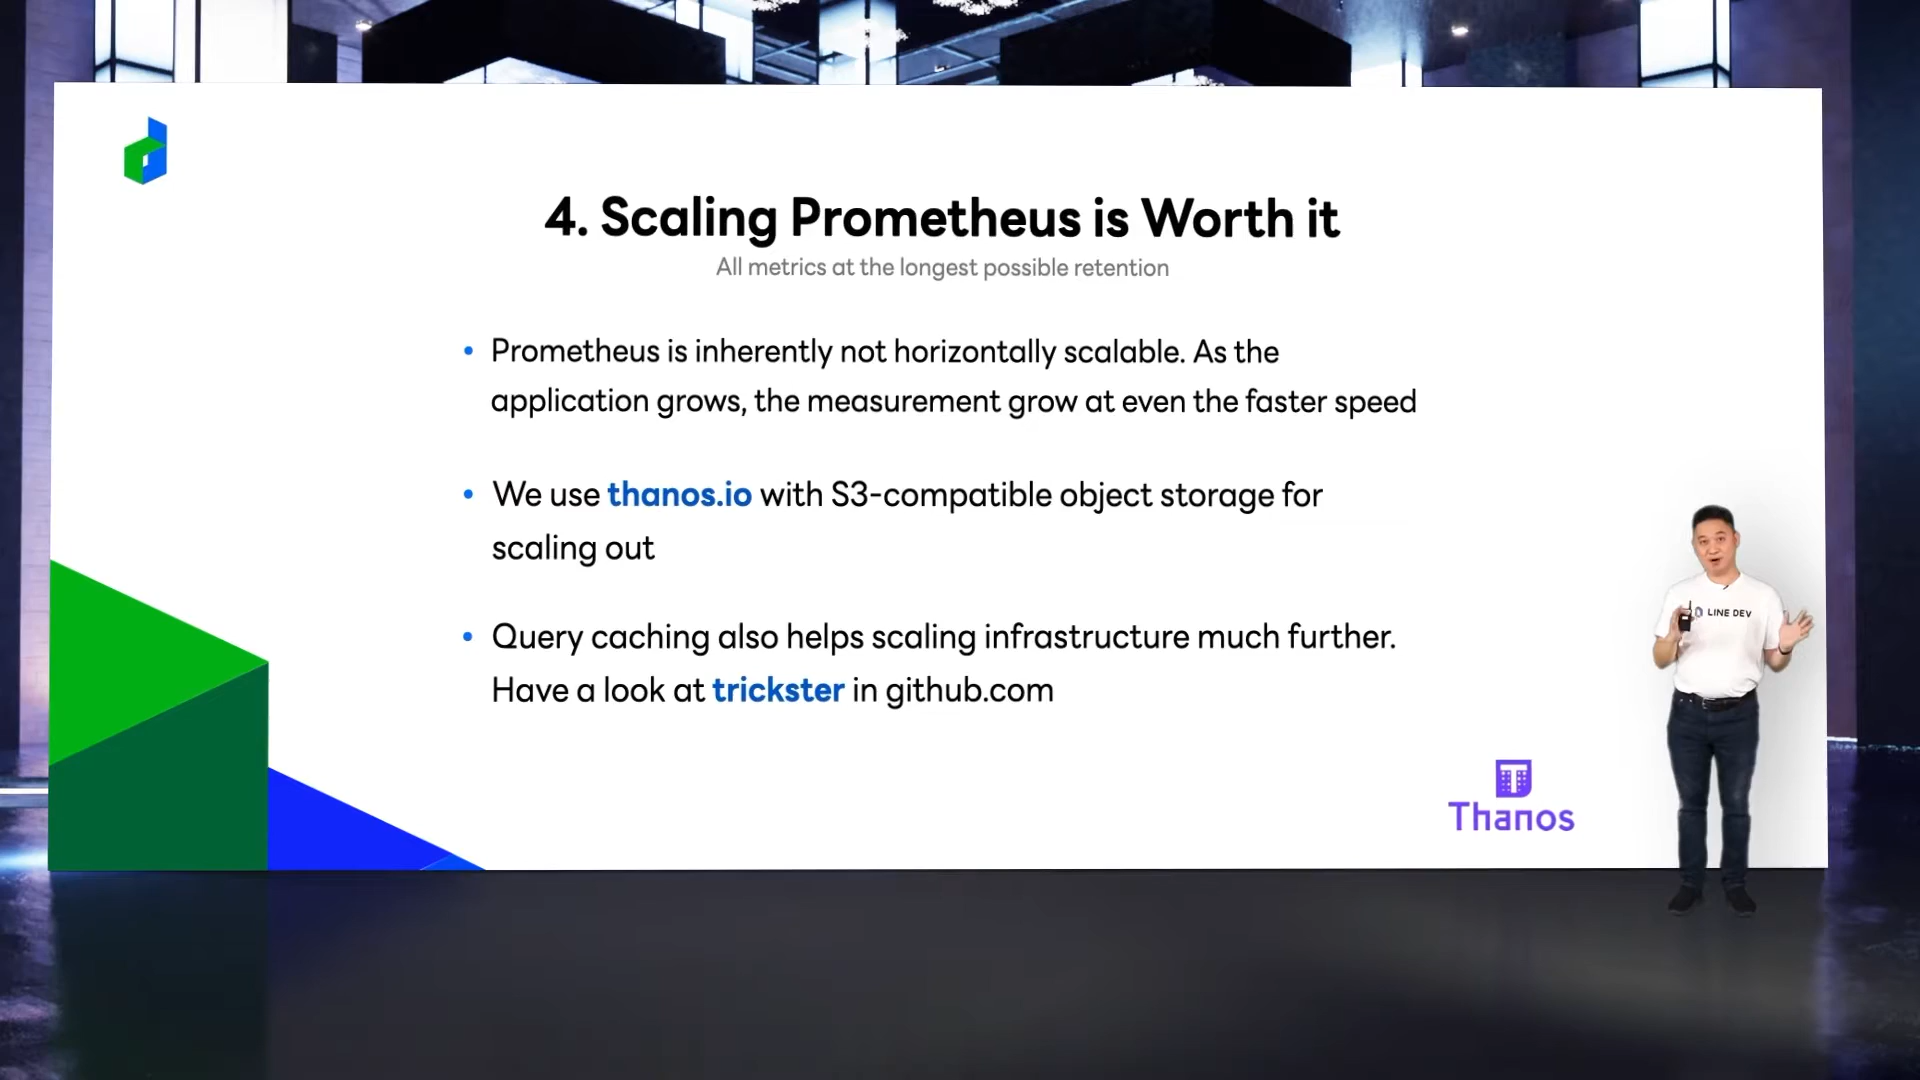 4. Scaling Prometheus is Worth it
All metrics at the longest possible retention
• Prometheus is inherently not horizontally scalable. As the
application grows, the measurement grow at even the faster speed
• We use thanos.io with S3-compatible object storage for
scaling out
• Query caching also helps scaling infrastructure much further.
Have a look at trickster in github.com
LINE DEV
Thanos